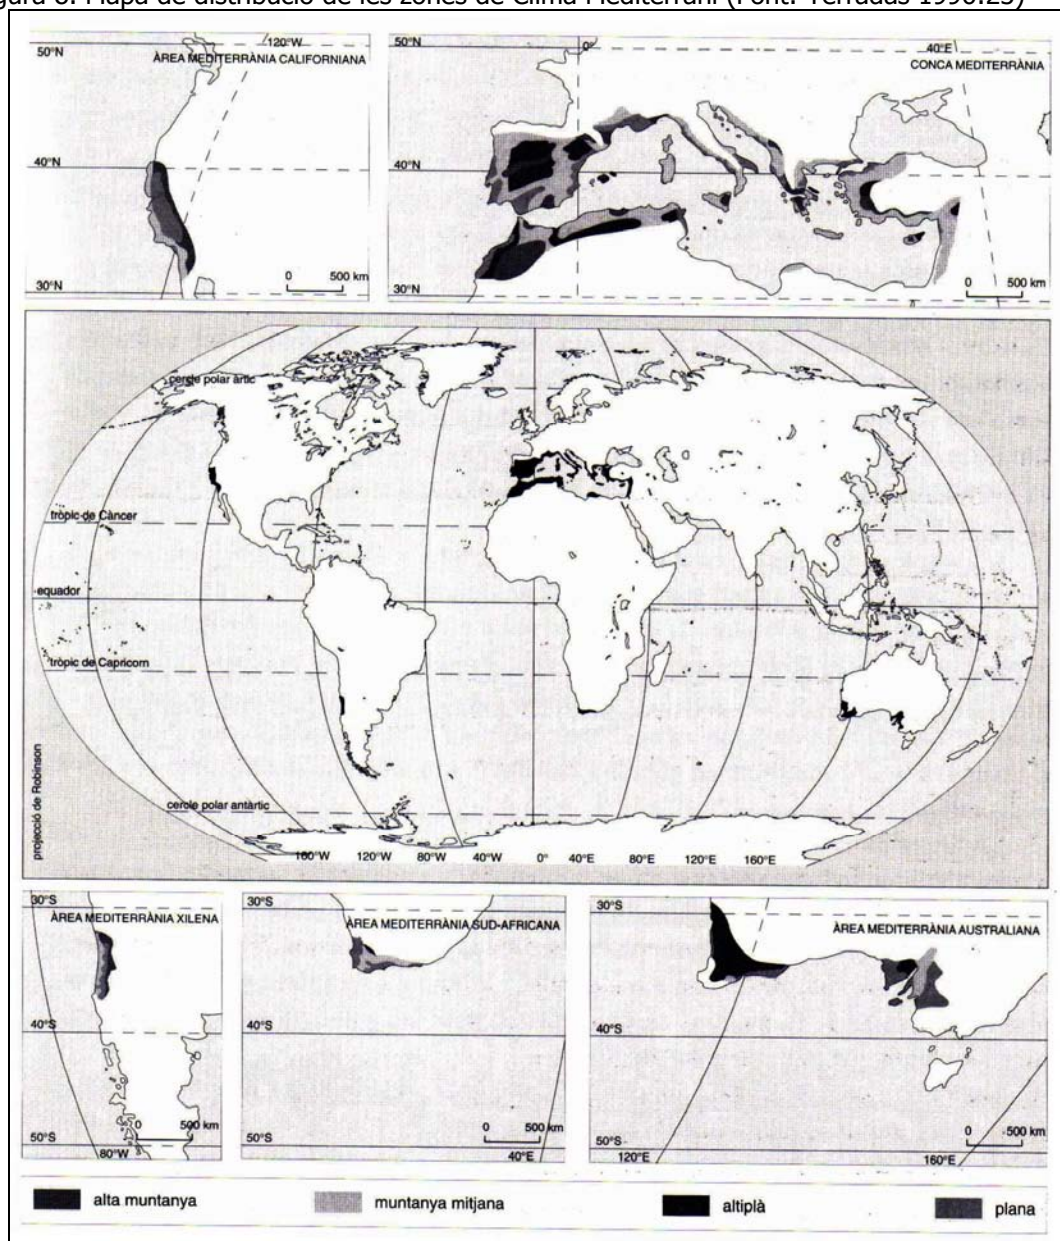 gura 6. Mapa de distribució de les zones de Clima Mediterrani (Font: Terradas 1996:25)
50°N
120°W
ÀREA MEDITERRÀNIA CALIFORNIANA
40°N
30°N
0 500 km
50°N
0°
40°E
CONCA MEDITERRÀNIA
40°N
30°N
0 500 km
cercle polar àrtic
tròpic de Càncer
equador
tròpic de Capricorn
cercle polar antàrtic
projecció de Robinson
160°W 120°W 80°W 40°W 0° 40°E 80°E 120°E 160°E
30°S
ÀREA MEDITERRÀNIA XILENA
40°S
0 500 km
50°S
80°W
30°S
ÀREA MEDITERRÀNIA SUD-AFRICANA
40°S
50°S
0 500 km
40°E
30°S
ÀREA MEDITERRÀNIA AUSTRALIANA
40°S
50°S
0 500 km
120°E
160°E
alta muntanya
muntanya mitjana
altiplà
plana